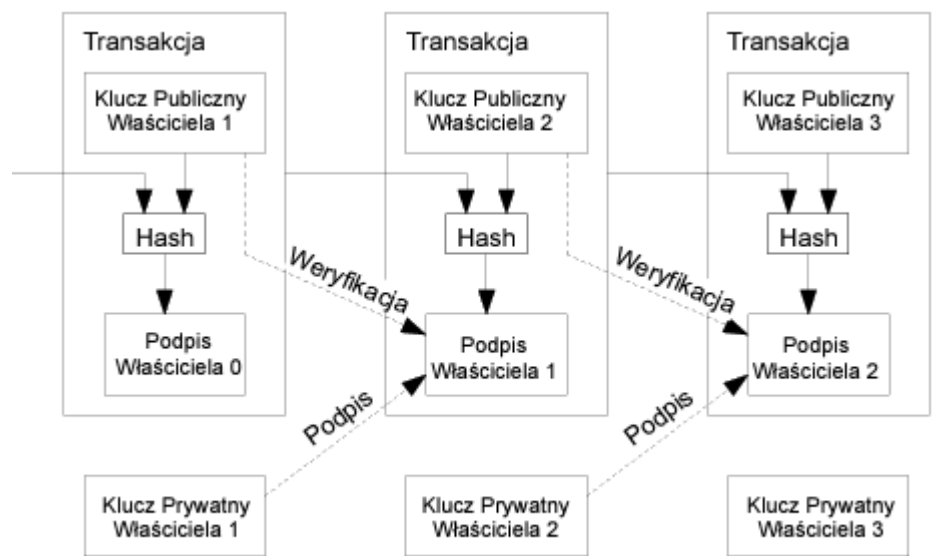 Transakcja
Klucz Publiczny
Właściciela 1
Hash
Podpis
Właściciela 0
Transakcja
Klucz Publiczny
Właściciela 2
Hash
Weryfikacja
Podpis
Właściciela 1
Podpis
Transakcja
Klucz Publiczny
Właściciela 3
Hash
Weryfikacja
Podpis
Właściciela 2
Podpis
Klucz Prywatny
Właściciela 1
Klucz Prywatny
Właściciela 2
Klucz Prywatny
Właściciela 3